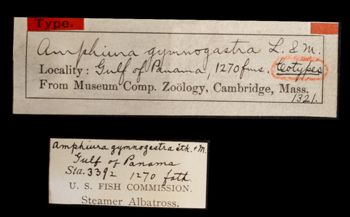 Type.
Amphiura gymnogastra L. & M.
Locality: Gulf of Panama, 1270 fms. Cotypes
From Museum Comp. Zoölogy, Cambridge, Mass.
1321.
Amphiura gymnogastra Ltk. & M.
Gulf of Panama
Sta. 3392 1270 fath
U. S. FISH COMMISSION.
Steamer Albatross.